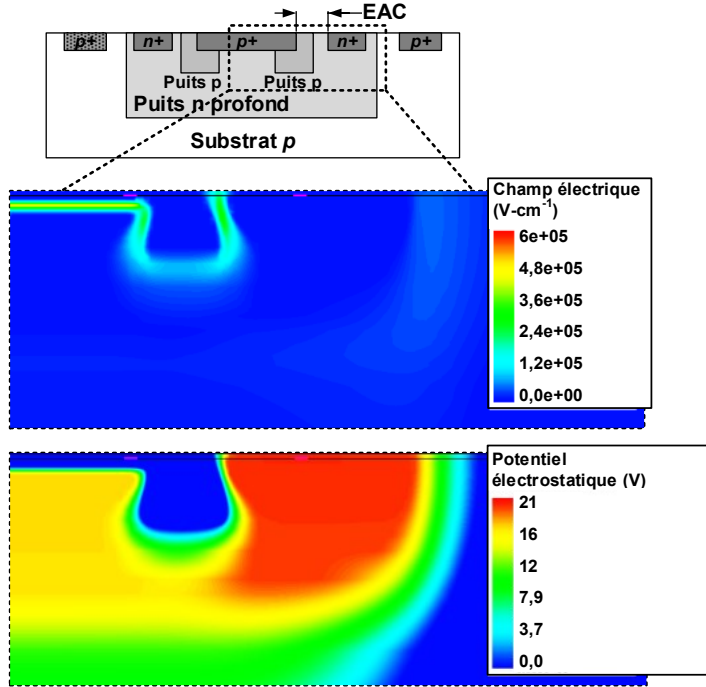 EAC
p+ n+ p+ n+ p+
Puits p Puits p
Puits n profond
Substrat p
Champ électrique
(V-cm⁻¹)
6e+05
4,8e+05
3,6e+05
2,4e+05
1,2e+05
0,0e+00
Potentiel
électrostatique (V)
21
16
12
7,9
3,7
0,0